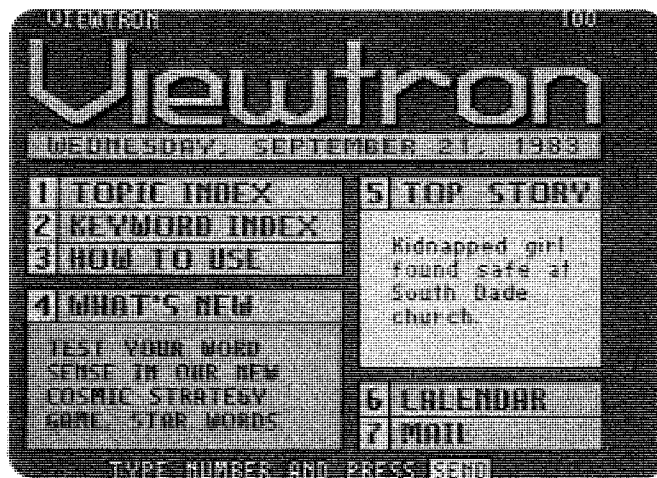 VIEWTRON 100
Viewtron
WEDNESDAY, SEPTEMBER 21, 1983
1 TOPIC INDEX
2 KEYWORD INDEX
3 HOW TO USE
4 WHAT'S NEW
TEST YOUR WORD
SENSE IN OUR NEW
COSMIC STRATEGY
GAME, STAR WORDS
5 TOP STORY
Kidnapped girl
found safe at
South Dade
church.
6 CALENDAR
7 MAIL
TYPE NUMBER AND PRESS SEND